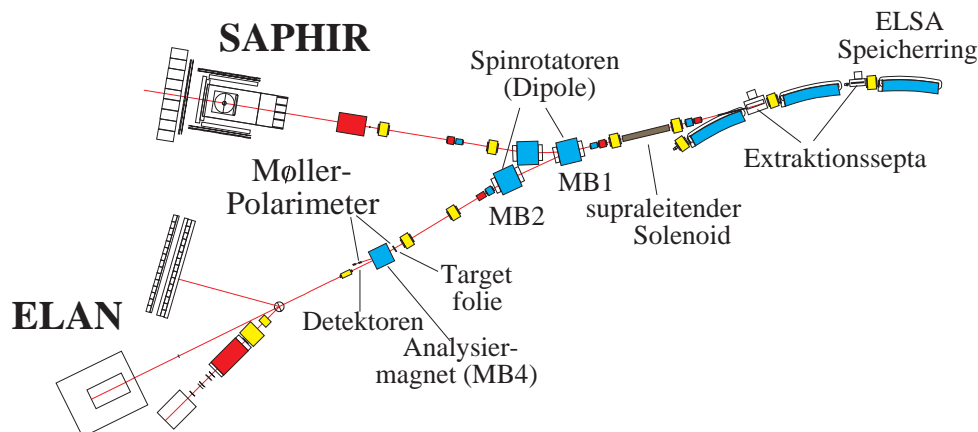 SAPHIR
ELSA
Speicherring
Spinrotatoren
(Dipole)
Extraktionssepta
MB1
Møller-
Polarimeter
MB2
supraleitender
Solenoid
Target
folie
ELAN
Detektoren
Analysier-
magnet (MB4)